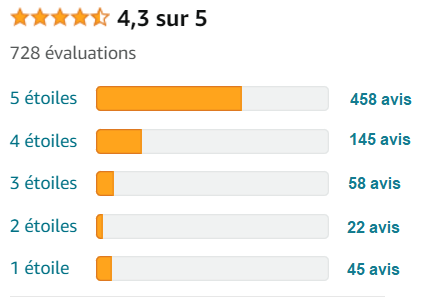 4,3 sur 5
728 évaluations
5 étoiles 458 avis
4 étoiles 145 avis
3 étoiles 58 avis
2 étoiles 22 avis
1 étoile 45 avis